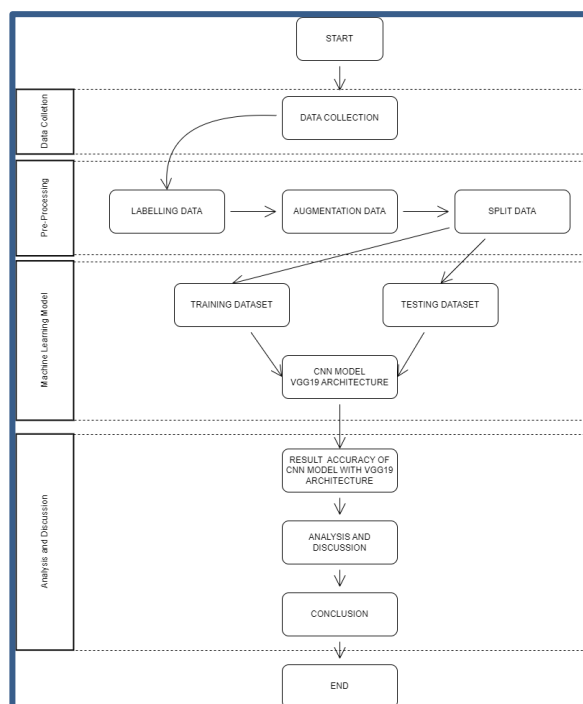 START
Data Colletion
DATA COLLECTION
Pre-Processing
LABELLING DATA
AUGMENTATION DATA
SPLIT DATA
Machine Learning Model
TRAINING DATASET
TESTING DATASET
CNN MODEL
VGG19 ARCHITECTURE
Analysis and Discussion
RESULT ACCURACY OF
CNN MODEL WITH VGG19
ARCHITECTURE
ANALYSIS AND
DISCUSSION
CONCLUSION
END